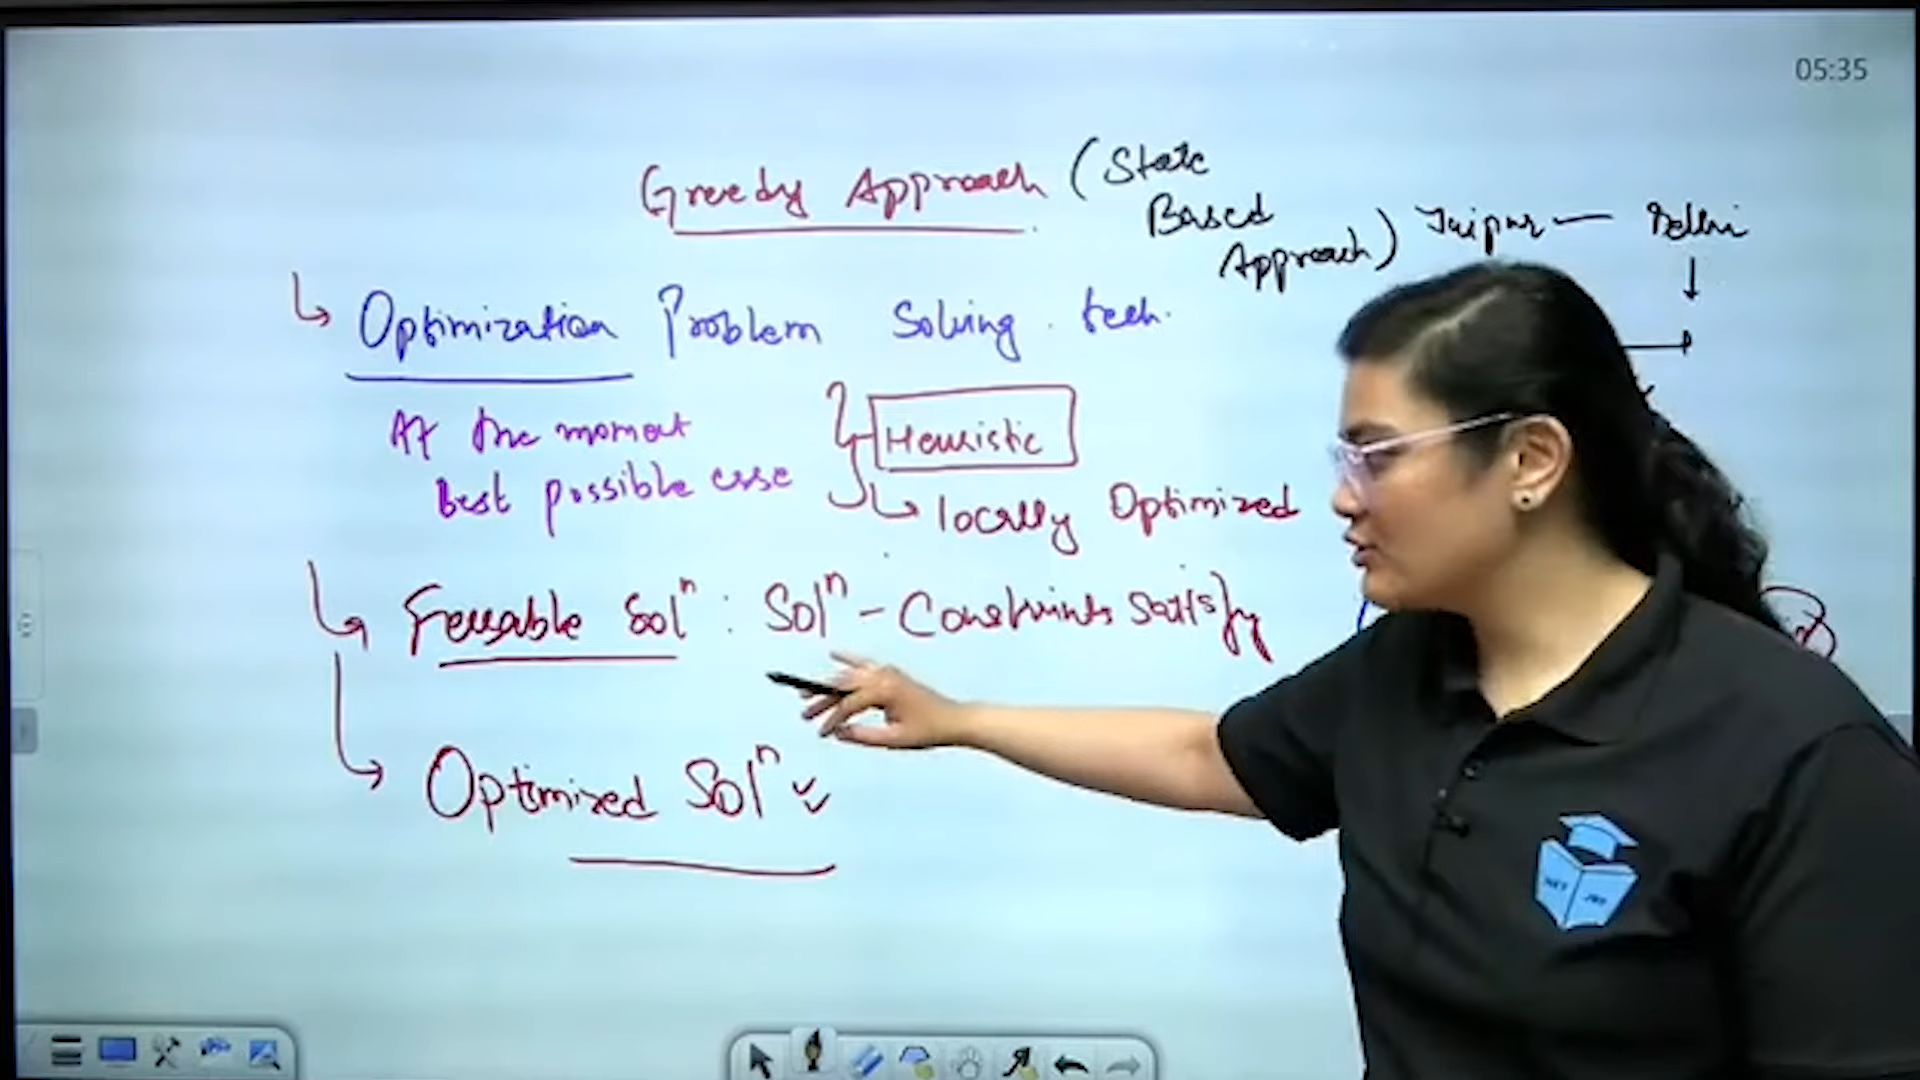 05:35
Greedy Approach (State
Based
Approach)
Jaipur — Delhi
Optimization Problem Solving tech.
At the moment
best possible case
Heuristic
locally Optimized
Feasable Solⁿ : Solⁿ - Constraints Satisfy
Optimized Solⁿ